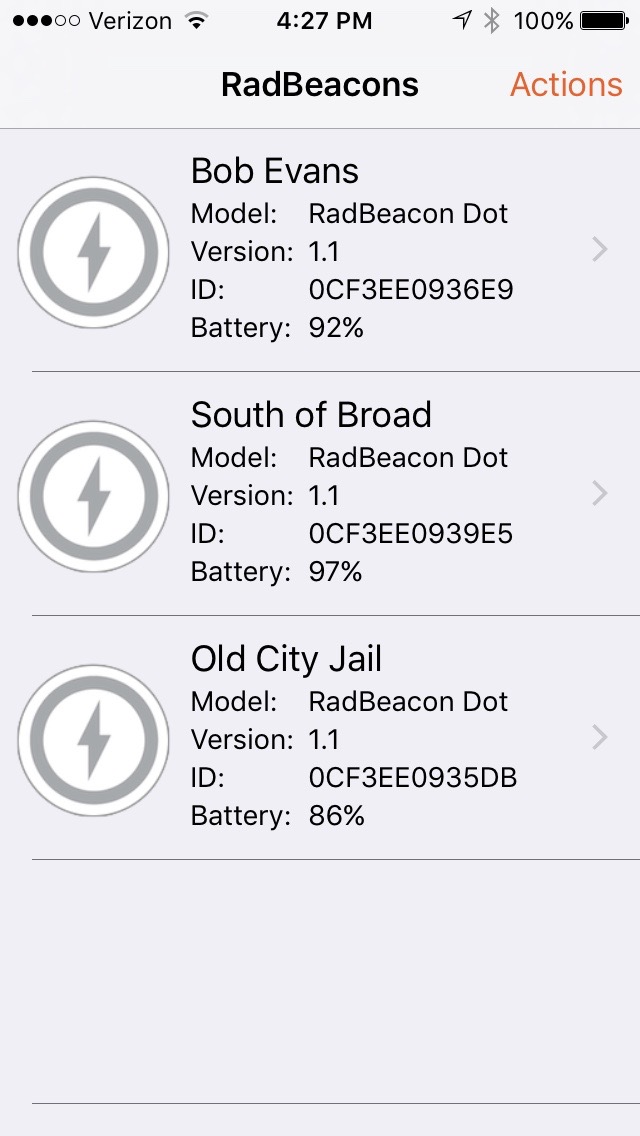 Verizon 4:27 PM 100%
RadBeacons Actions
Bob Evans
Model: RadBeacon Dot
Version: 1.1
ID: 0CF3EE0936E9
Battery: 92%
South of Broad
Model: RadBeacon Dot
Version: 1.1
ID: 0CF3EE0939E5
Battery: 97%
Old City Jail
Model: RadBeacon Dot
Version: 1.1
ID: 0CF3EE0935DB
Battery: 86%